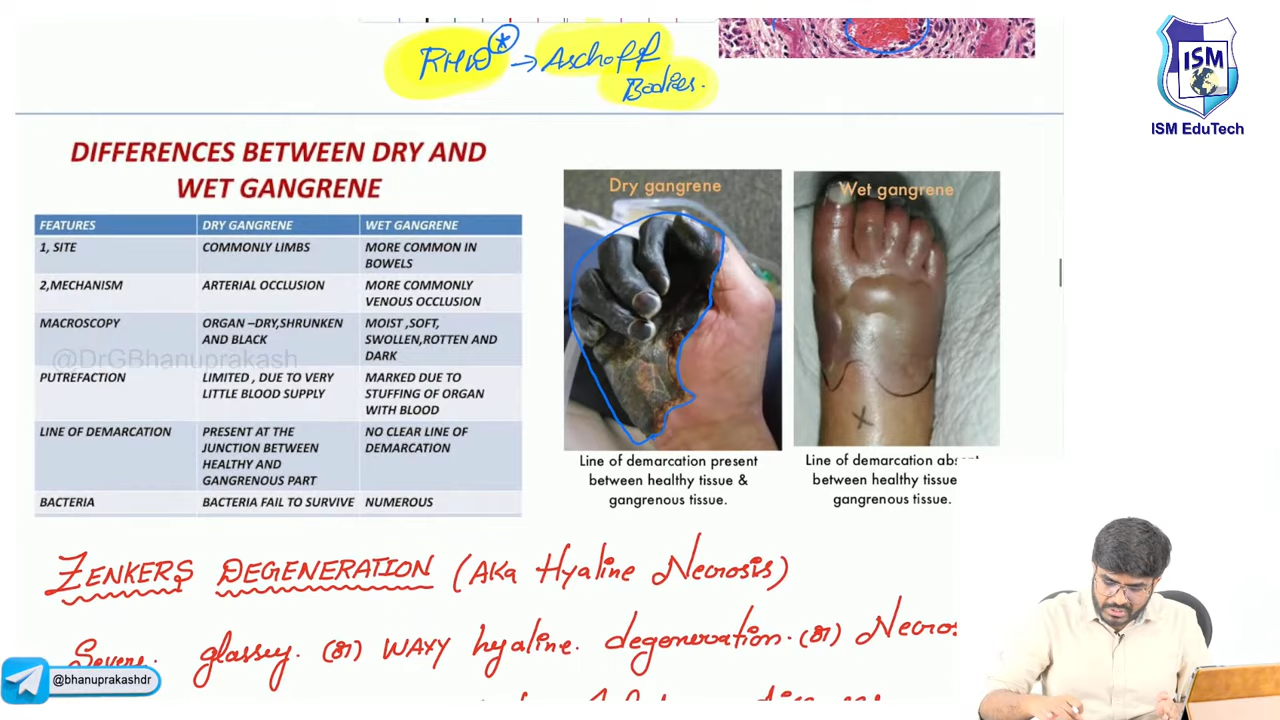 RHD* → Aschoff
Bodies.
ISM
ISM EduTech
DIFFERENCES BETWEEN DRY AND
WET GANGRENE
FEATURES DRY GANGRENE WET GANGRENE
1, SITE COMMONLY LIMBS MORE COMMON IN
BOWELS
2,MECHANISM ARTERIAL OCCLUSION MORE COMMONLY
VENOUS OCCLUSION
MACROSCOPY ORGAN –DRY,SHRUNKEN MOIST ,SOFT,
AND BLACK SWOLLEN,ROTTEN AND
DARK
@DrGBhanuprakash
PUTREFACTION LIMITED , DUE TO VERY MARKED DUE TO
LITTLE BLOOD SUPPLY STUFFING OF ORGAN
WITH BLOOD
LINE OF DEMARCATION PRESENT AT THE NO CLEAR LINE OF
JUNCTION BETWEEN DEMARCATION
HEALTHY AND
GANGRENOUS PART
BACTERIA BACTERIA FAIL TO SURVIVE NUMEROUS
Dry gangrene
Line of demarcation present
between healthy tissue &
gangrenous tissue.
Wet gangrene
X
Line of demarcation
between healthy tissue
gangrenous tissue.
ZENKERS DEGENERATION (AKA Hyaline Necrosis)
Severe. glassy. (or) WAXY hyaline. degeneration. (or)
@bhanuprakashdr